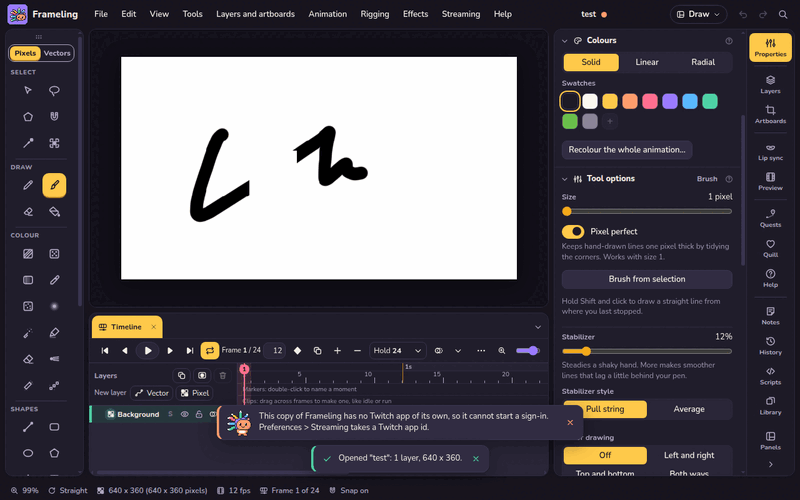 Frameling File Edit View Tools Layers and artboards Animation Rigging Effects Streaming Help test Draw
Pixels Vectors
SELECT
DRAW
COLOUR
SHAPES
Timeline
Frame 1 / 24 12 Hold 24
Layers
New layer Vector Pixel
Background S
1
5 10 15 20
1s
Markers: double-click to name a moment
Clips: drag across frames to make one, like idle or run
This copy of Frameling has no Twitch app of its own, so it cannot start a sign-in.
Preferences > Streaming takes a Twitch app id.
Opened "test": 1 layer, 640 x 360.
Colours
Solid Linear Radial
Swatches
Recolour the whole animation...
Tool options Brush
Size 1 pixel
Pixel perfect
Keeps hand-drawn lines one pixel thick by tidying
the corners. Works with size 1.
Brush from selection
Hold Shift and click to draw a straight line from
where you last stopped.
Stabilizer 12%
Steadies a shaky hand. More makes smoother
lines that lag a little behind your pen.
Stabilizer style
Pull string Average
drawing
Off Left and right
Top and bottom Both ways
Properties
Layers
Artboards
Lip sync
Preview
Quests
Quill
Help
Notes
History
Scripts
Library
Panels
99% Straight 640 x 360 (640 x 360 pixels) 12 fps Frame 1 of 24 Snap on